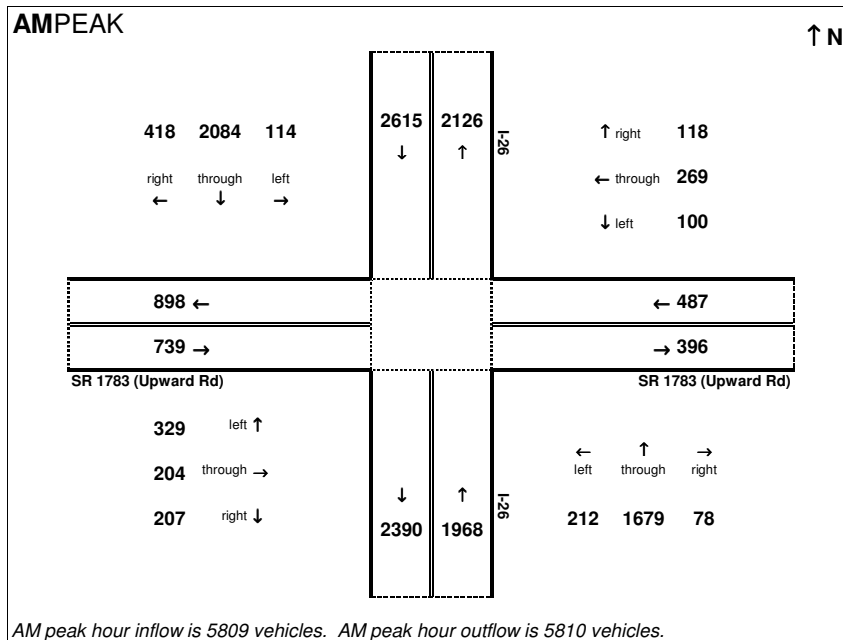 AMPEAK
↑ N
418 2084 114
right through left
← ↓ →
2615 2126
↓ ↑
I-26
↑ right 118
← through 269
↓ left 100
898 ←
739 →
← 487
→ 396
SR 1783 (Upward Rd)
SR 1783 (Upward Rd)
329 left ↑
204 through →
207 right ↓
↓ ↑
2390 1968
I-26
← ↑ →
left through right
212 1679 78
AM peak hour inflow is 5809 vehicles. AM peak hour outflow is 5810 vehicles.